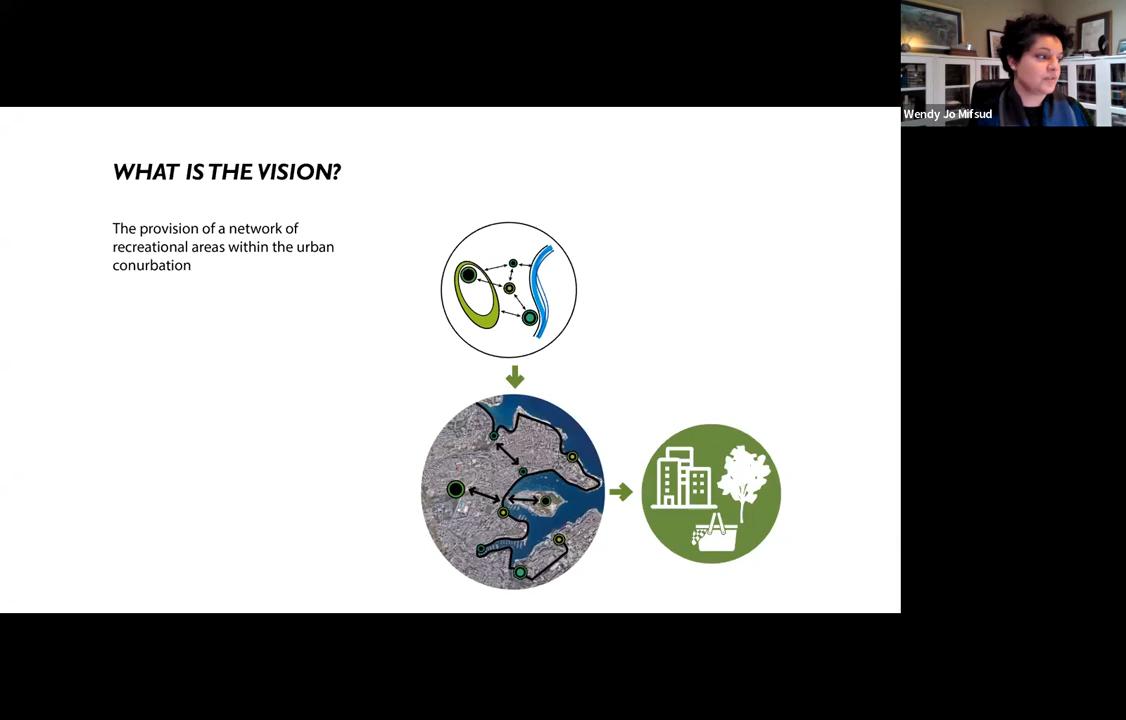 Wendy Jo Mifsud
WHAT IS THE VISION?
The provision of a network of
recreational areas within the urban
conurbation